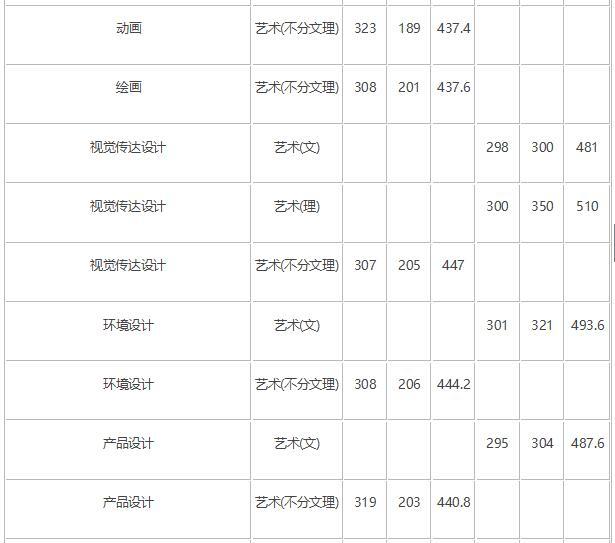 动画 艺术(不分文理) 323 189 437.4
绘画 艺术(不分文理) 308 201 437.6
视觉传达设计 艺术(文) 298 300 481
视觉传达设计 艺术(理) 300 350 510
视觉传达设计 艺术(不分文理) 307 205 447
环境设计 艺术(文) 301 321 493.6
环境设计 艺术(不分文理) 308 206 444.2
产品设计 艺术(文) 295 304 487.6
产品设计 艺术(不分文理) 319 203 440.8